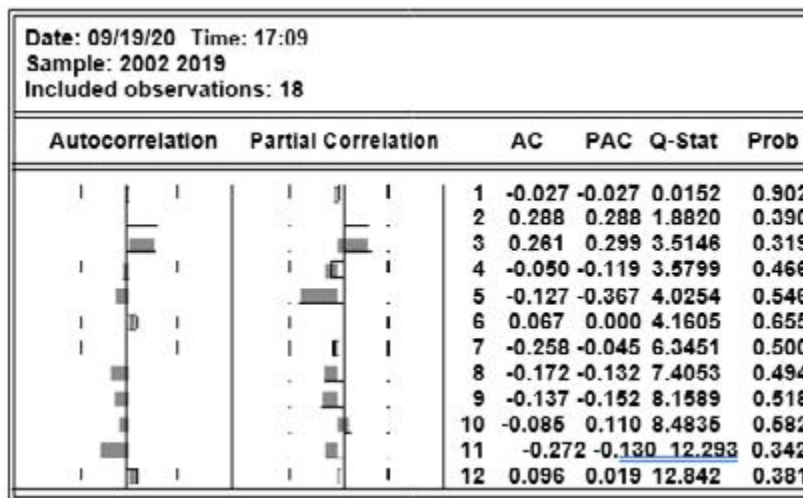 Date: 09/19/20 Time: 17:09
Sample: 2002 2019
Included observations: 18
Autocorrelation Partial Correlation AC PAC Q-Stat Prob
1 -0.027 -0.027 0.0152 0.902
2 0.288 0.288 1.8820 0.390
3 0.261 0.299 3.5146 0.319
4 -0.050 -0.119 3.5799 0.466
5 -0.127 -0.367 4.0254 0.546
6 0.067 0.000 4.1605 0.655
7 -0.258 -0.045 6.3451 0.500
8 -0.172 -0.132 7.4053 0.494
9 -0.137 -0.152 8.1589 0.518
10 -0.085 0.110 8.4835 0.582
11 -0.272 -0.130 12.293 0.342
12 0.096 0.019 12.842 0.381